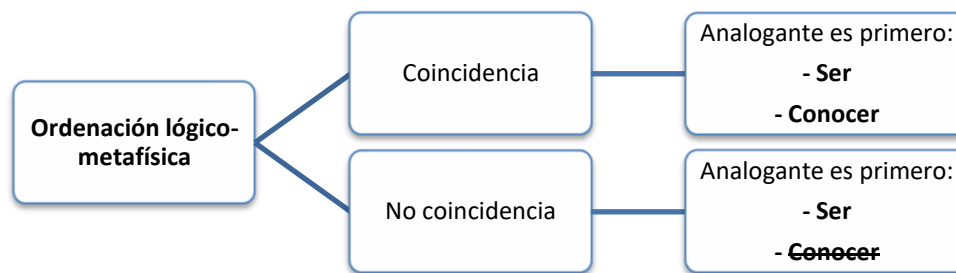 Ordenación lógico-
metafísica
Coincidencia
Analogante es primero:
- Ser
- Conocer
No coincidencia
Analogante es primero:
- Ser
- Conocer